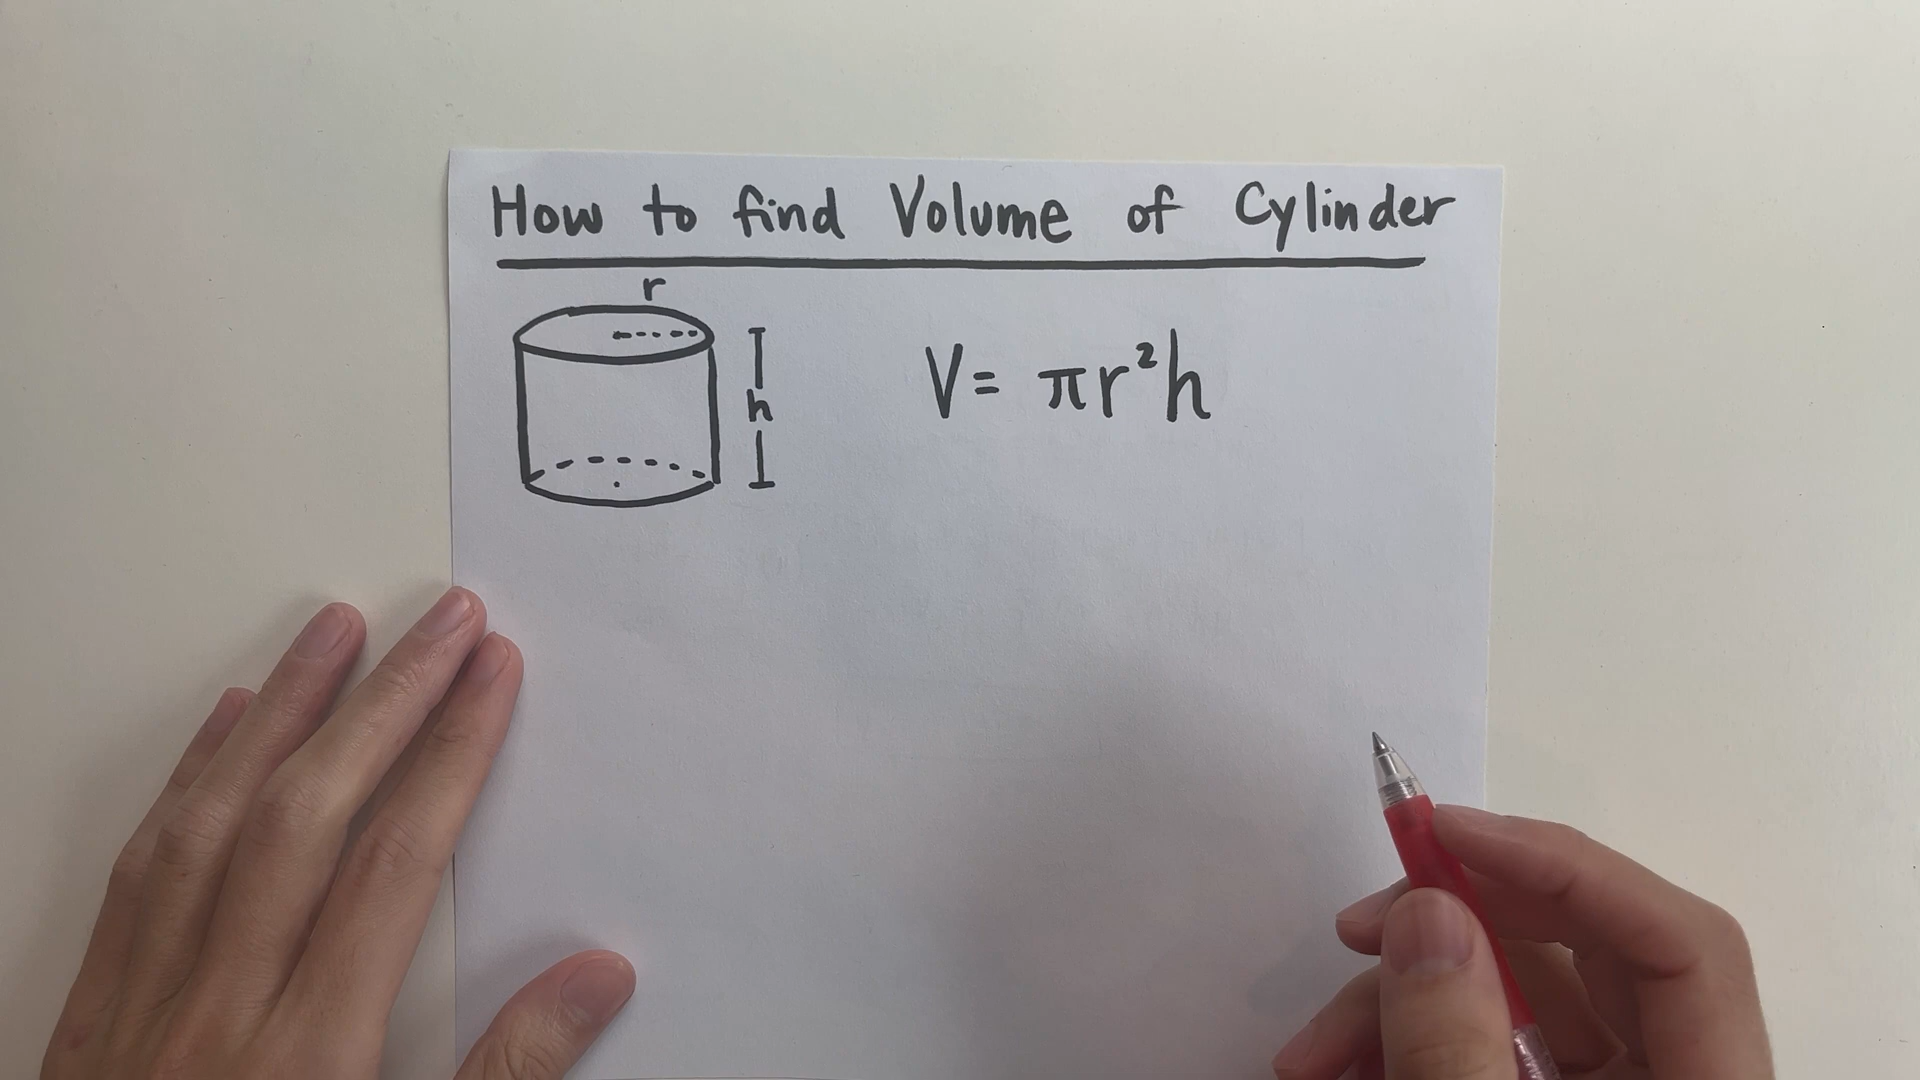 How to find Volume of Cylinder
r
h
V= πr²h